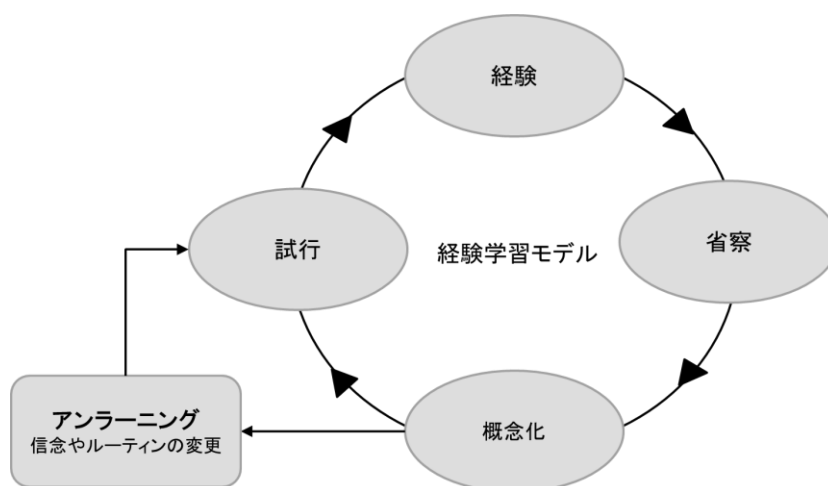 経験
省察
試行
経験学習モデル
概念化
アンラーニング
信念やルーティンの変更